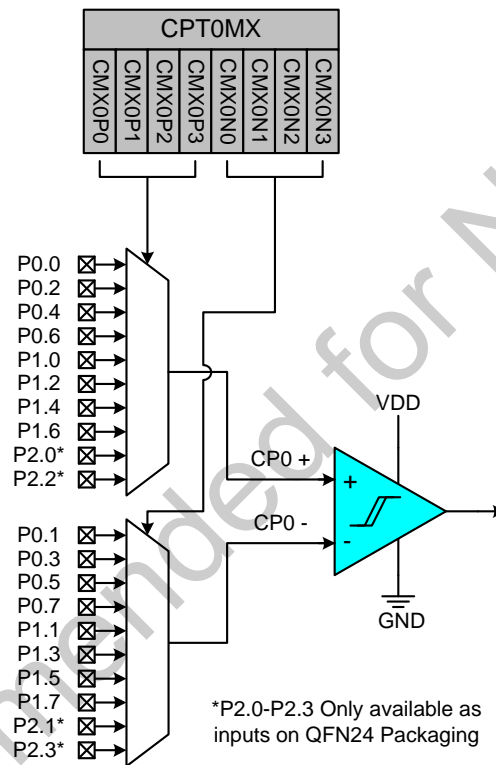 CPT0MX
CMX0P0
CMX0P1
CMX0P2
CMX0P3
CMX0N0
CMX0N1
CMX0N2
CMX0N3
P0.0
P0.2
P0.4
P0.6
P1.0
P1.2
P1.4
P1.6
P2.0*
P2.2*
VDD
CP0 +
+
CP0 -
-
GND
P0.1
P0.3
P0.5
P0.7
P1.1
P1.3
P1.5
P1.7
P2.1*
P2.3*
*P2.0-P2.3 Only available as
inputs on QFN24 Packaging
mended for N